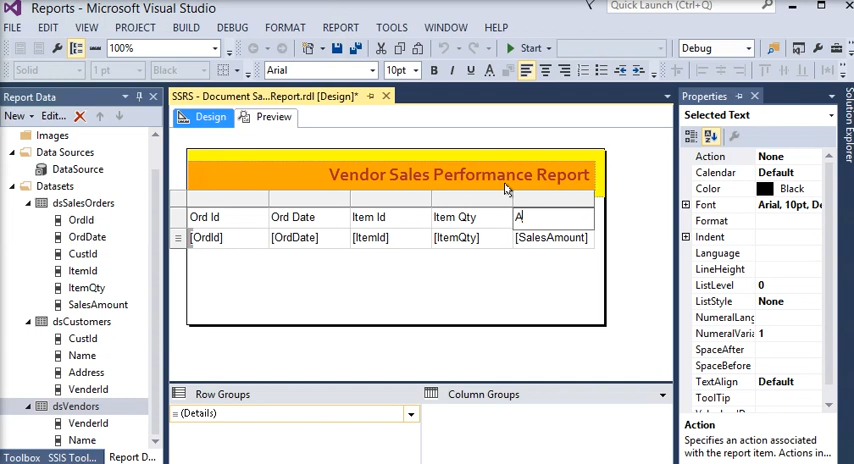 Reports - Microsoft Visual Studio
Quick Launch (Ctrl+Q)
FILE EDIT VIEW PROJECT BUILD DEBUG FORMAT REPORT TOOLS WINDOW HELP
100% Start Debug
Solid 1 pt Black Arial 10pt B I U A
Report Data
New Edit...
Images
Data Sources
DataSource
Datasets
dsSalesOrders
OrdId
OrdDate
CustId
ItemId
ItemQty
SalesAmount
dsCustomers
CustId
Name
Address
VenderId
dsVendors
VenderId
Name
Toolbox SSIS Tool... Report D...
SSRS - Document Sa...Report.rdl [Design]*
Design Preview
Vendor Sales Performance Report
Ord Id Ord Date Item Id Item Qty A
[OrdId] [OrdDate] [ItemId] [ItemQty] [SalesAmount]
Row Groups Column Groups
(Details)
Properties
Selected Text
Action None
Calendar Default
Color Black
Font Arial, 10pt, De
Format
Indent
Language
LineHeight
ListLevel 0
ListStyle None
NumeralLang
NumeralVaria 1
SpaceAfter
SpaceBefore
TextAlign Default
ToolTip
Action
Specifies an action associated
with the report item. Actions in...
Solution Explorer